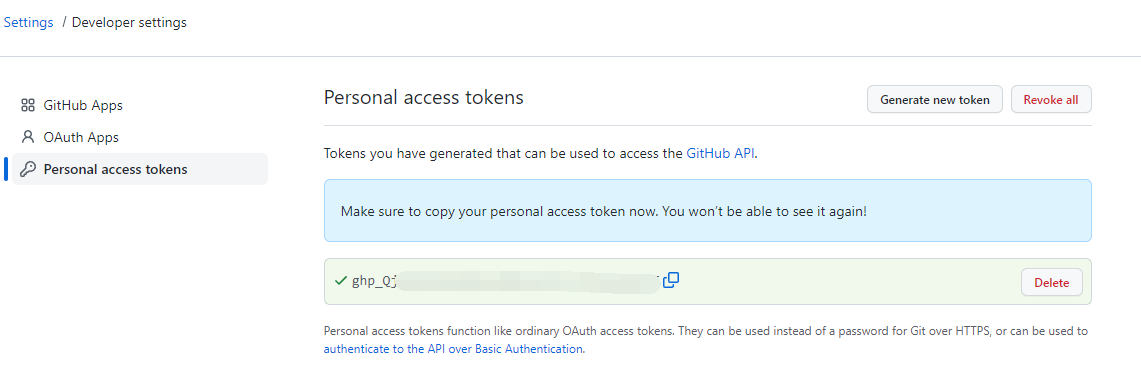 Settings / Developer settings
GitHub Apps
OAuth Apps
Personal access tokens
Personal access tokens
Generate new token
Revoke all
Tokens you have generated that can be used to access the GitHub API.
Make sure to copy your personal access token now. You won't be able to see it again!
ghp_Qj
Delete
Personal access tokens function like ordinary OAuth access tokens. They can be used instead of a password for Git over HTTPS, or can be used to
authenticate to the API over Basic Authentication.